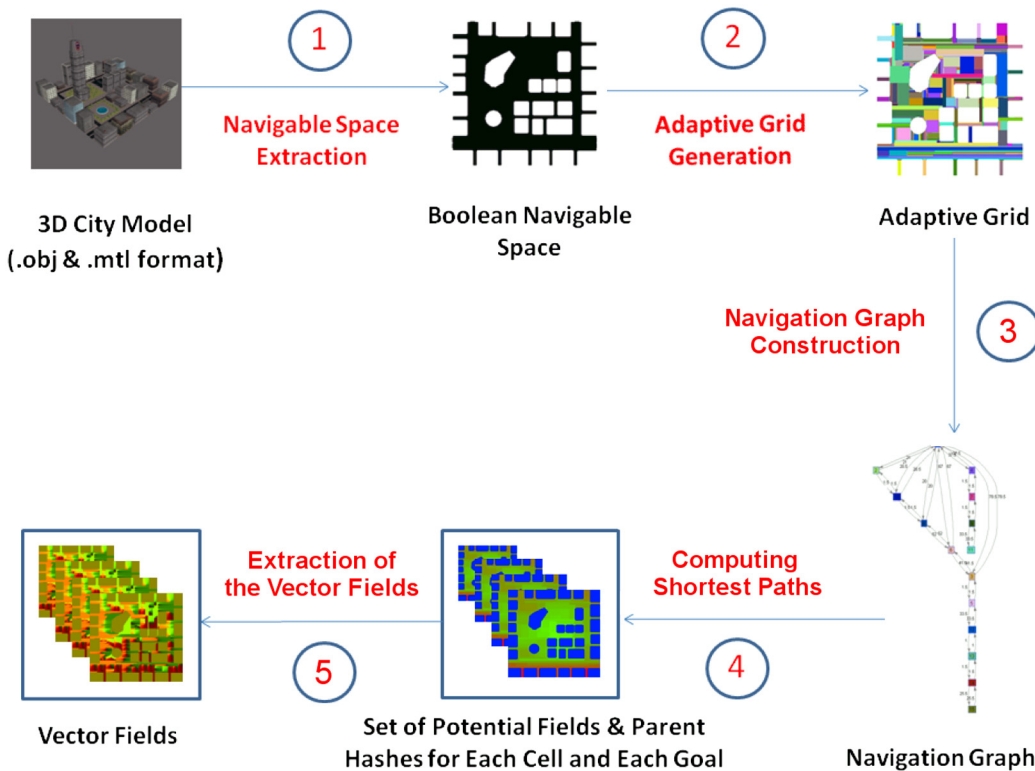 1
Navigable Space
Extraction
2
Adaptive Grid
Generation
3D City Model
(.obj & .mtl format)
Boolean Navigable
Space
Adaptive Grid
Navigation Graph
Construction
3
Extraction of
the Vector Fields
5
Computing
Shortest Paths
4
Vector Fields
Set of Potential Fields & Parent
Hashes for Each Cell and Each Goal
Navigation Graph